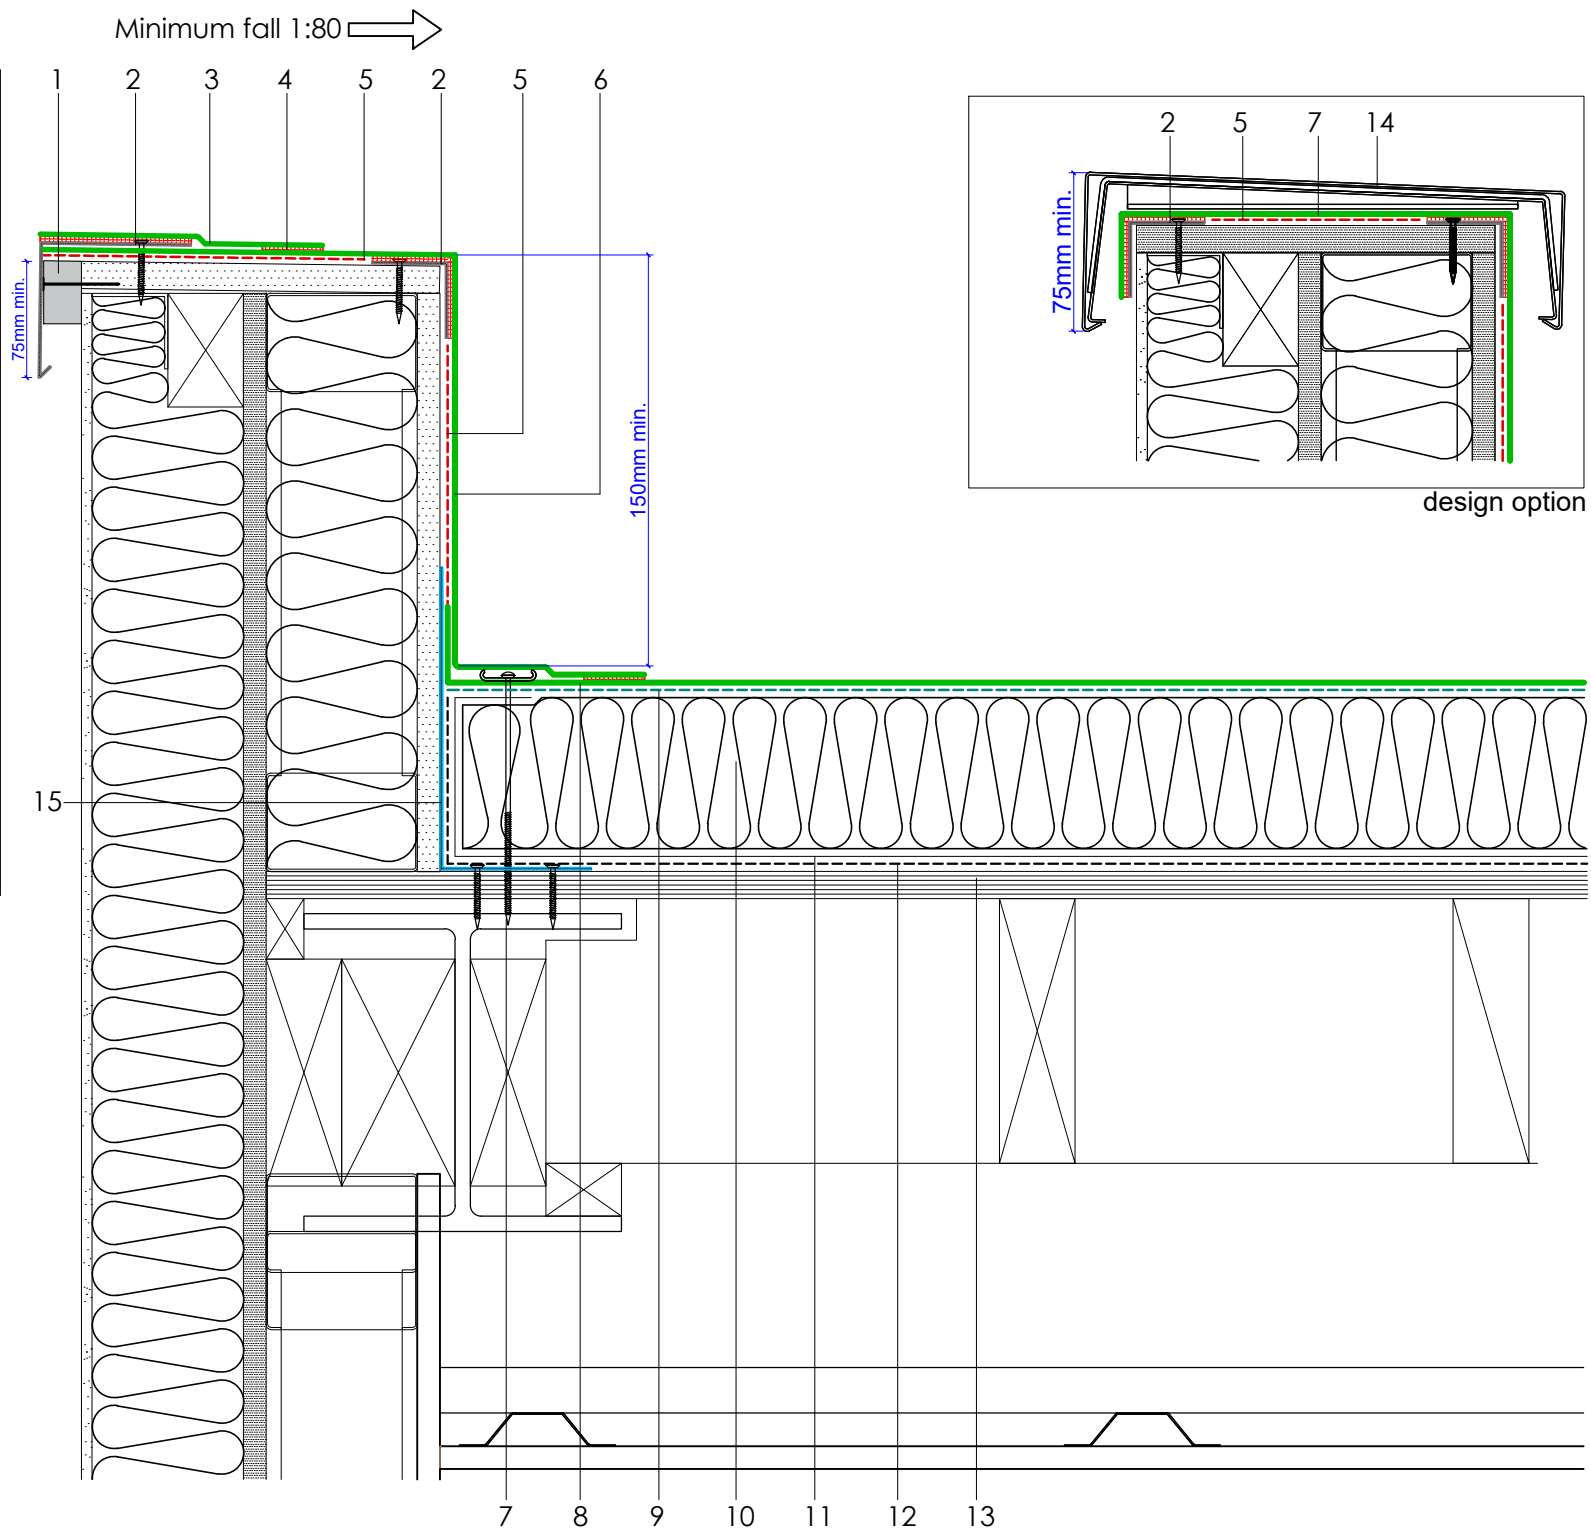 Minimum fall 1:80
1 2 3 4 5 2 5 6
2 5 7 14
75mm min.
75mm min.
150mm min.
design option
15
7 8 9 10 11 12 13